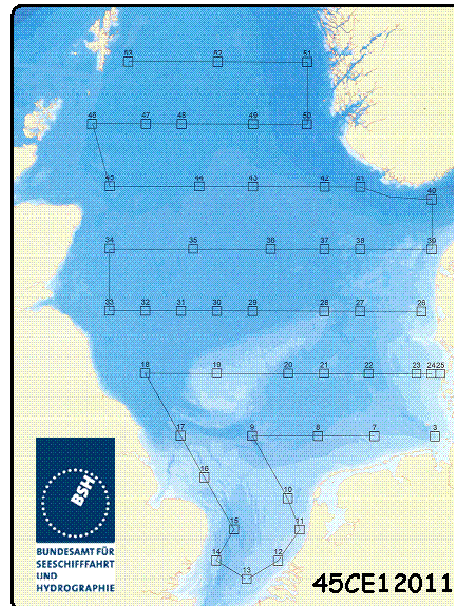 53 52 51
46 47 48 49 50
45 44 43 42 41
40
34 35 36 37 38 39
33 32 31 30 29 28 27 26
18 19 20 21 22 23 24 25
17 9 8 7 3
16
10
15 11
14 12
13
BSH
BUNDESAMT FÜR
SEESCHIFFFAHRT
UND
HYDROGRAPHIE
45CE12011